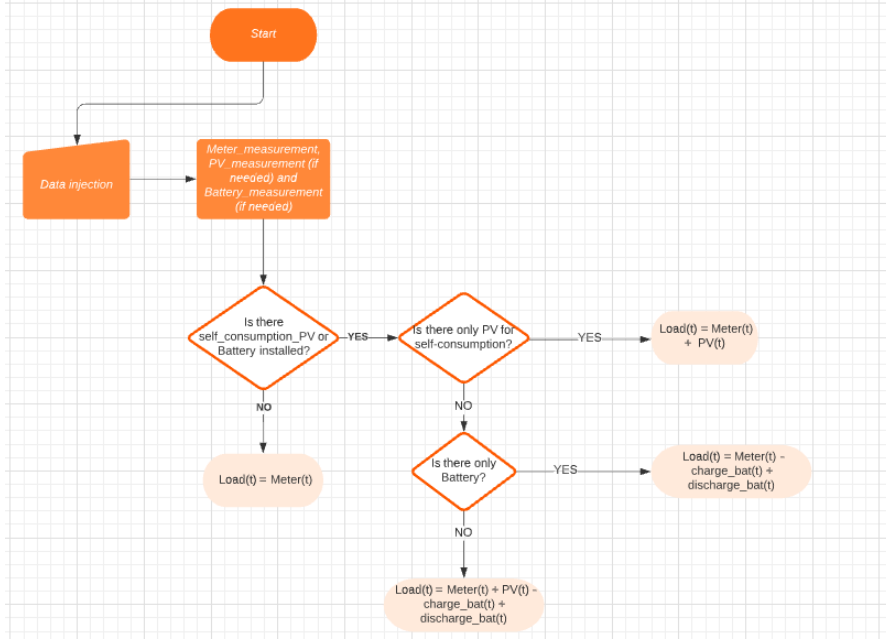 Start
Data injection
Meter_measurement,
PV_measurement (if
needed) and
Battery_measurement
(if needed)
Is there
self_consumption_PV or
Battery installed?
YES
Is there only PV for
self-consumption?
YES
Load(t) = Meter(t)
+ PV(t)
NO
NO
Load(t) = Meter(t)
Is there only
Battery?
YES
Load(t) = Meter(t) -
charge_bat(t) +
discharge_bat(t)
NO
Load(t) = Meter(t) + PV(t) -
charge_bat(t) +
discharge_bat(t)